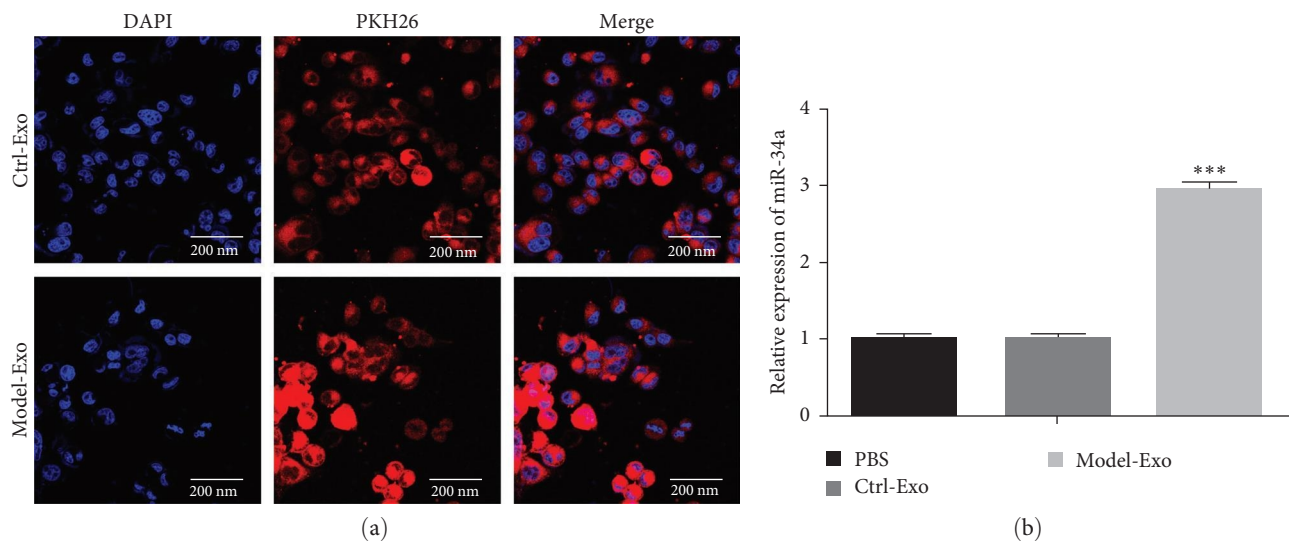 DAPI PKH26 Merge
Ctrl-Exo
200 nm 200 nm 200 nm
Model-Exo
200 nm 200 nm 200 nm
(a)
Relative expression of miR-34a
4
3
2
1
0
***
PBS
Ctrl-Exo
Model-Exo
(b)